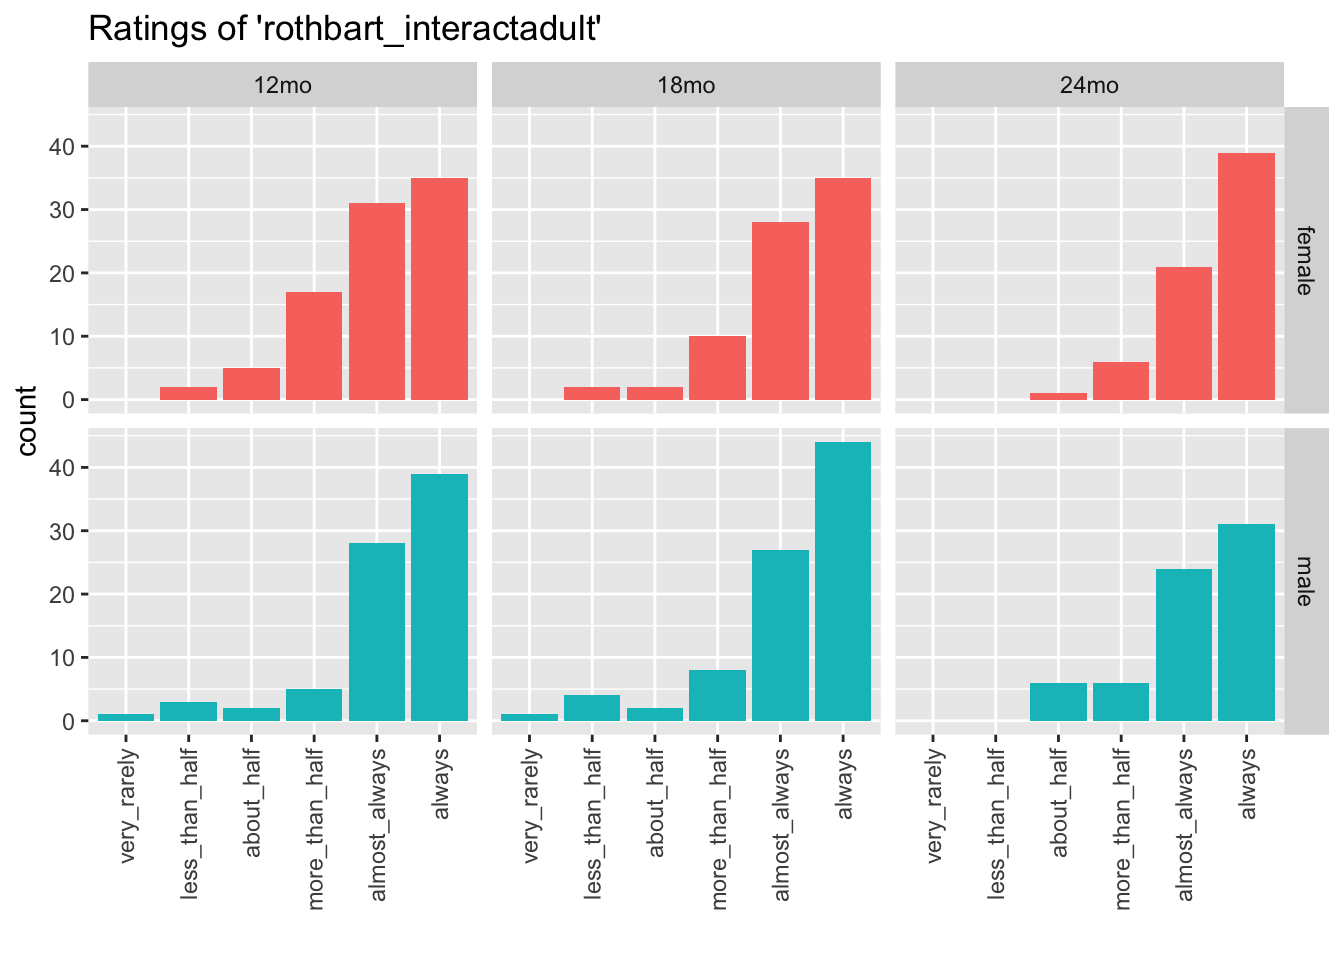 Ratings of 'rothbart_interactadult'
12mo 18mo 24mo
40
30
20
10
0
female
count
40
30
20
10
0
male
very_rarely
less_than_half
about_half
more_than_half
almost_always
always
very_rarely
less_than_half
about_half
more_than_half
almost_always
always
very_rarely
less_than_half
about_half
more_than_half
almost_always
always